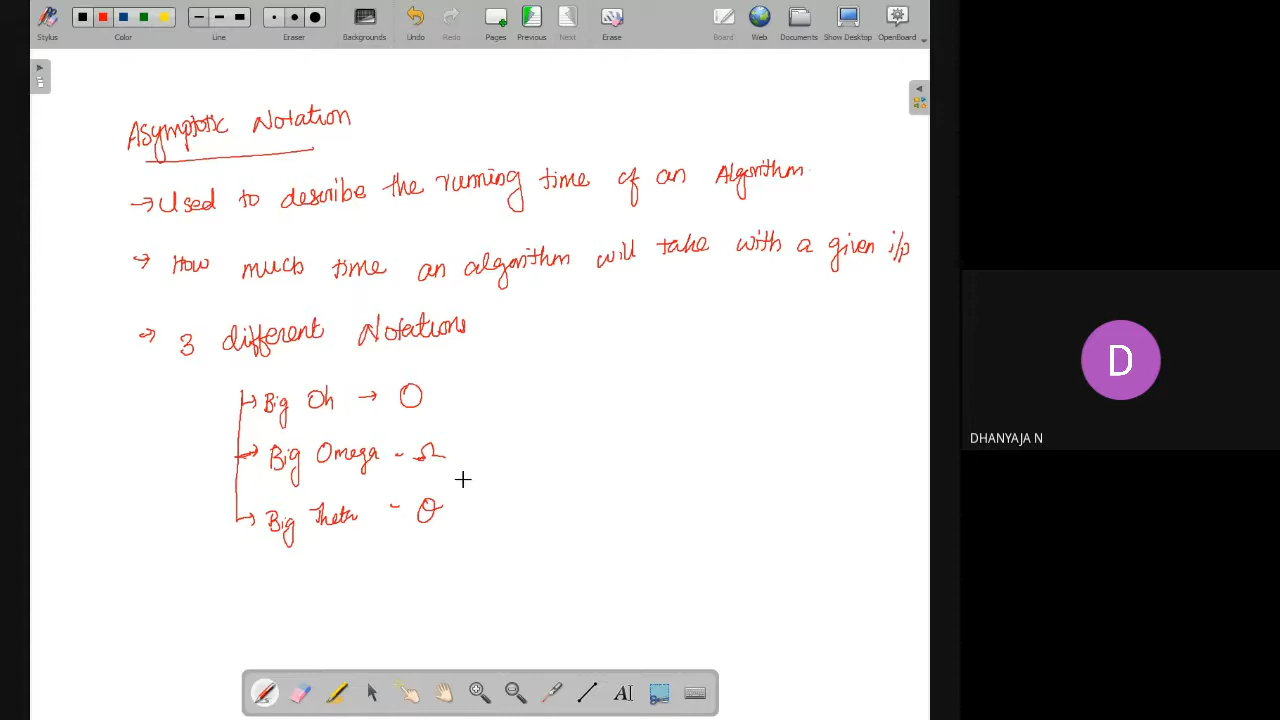 Stylus Color Line Eraser Backgrounds Undo Redo Pages Previous Next Erase Board Web Documents Show Desktop OpenBoard
Asymptotic Notation
→ Used to describe the running time of an Algorithm
→ How much time an algorithm will take with a given i/p
→ 3 different Notations
→ Big Oh → O
→ Big Omega - Ω
→ Big Theta - Θ
D
DHANYAJA N